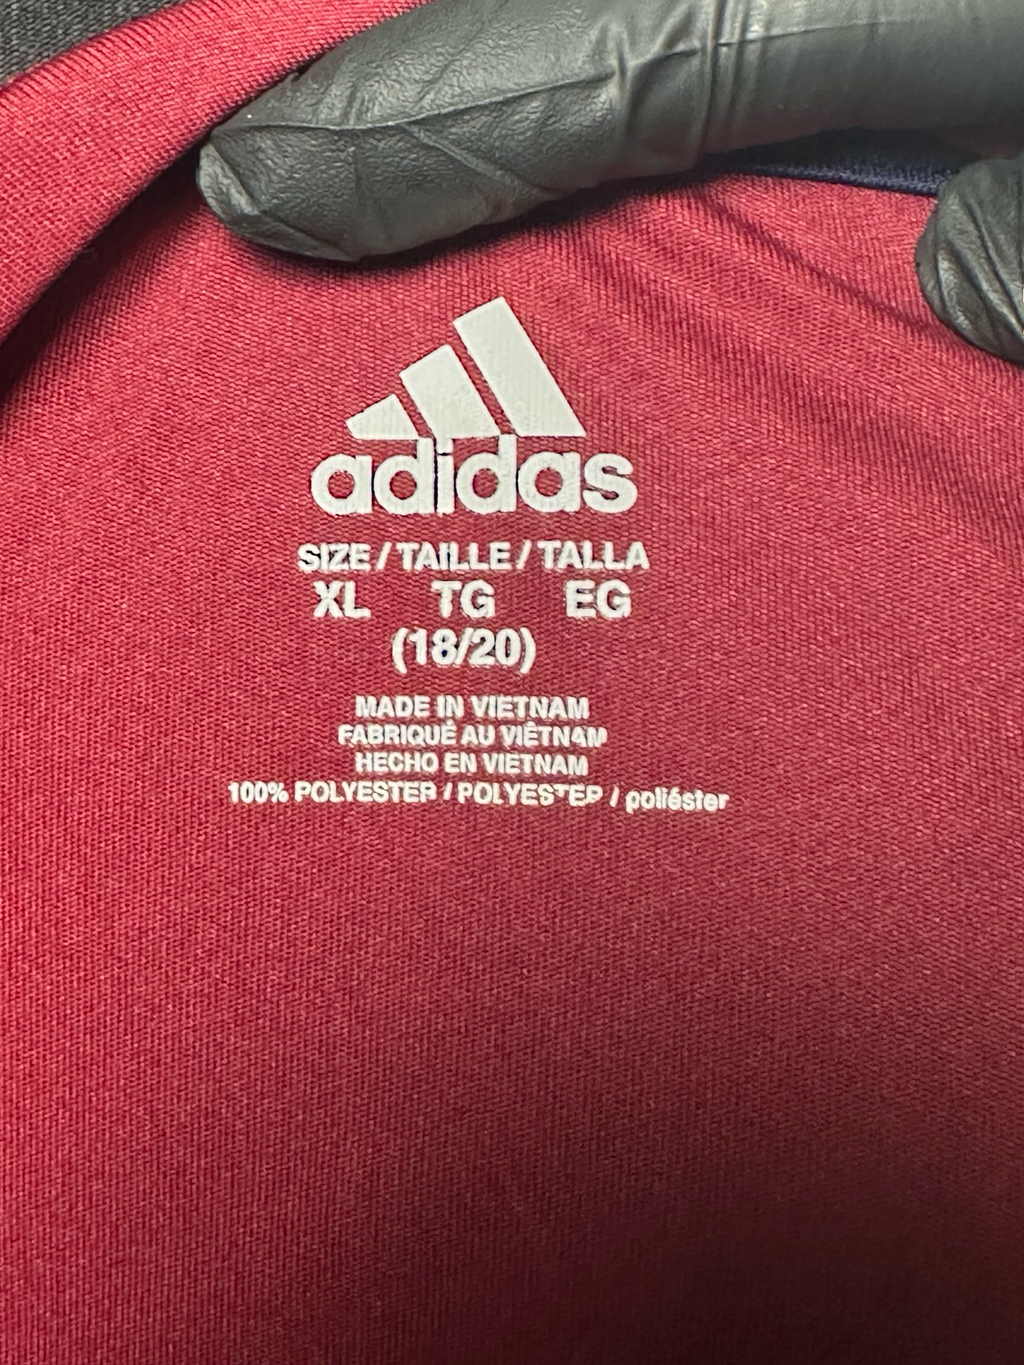 adidas
SIZE / TAILLE / TALLA
XL TG EG
(18/20)
MADE IN VIETNAM
FABRIQUÉ AU VIÊTNAM
HECHO EN VIETNAM
100% POLYESTER / POLYESTER / poliéster